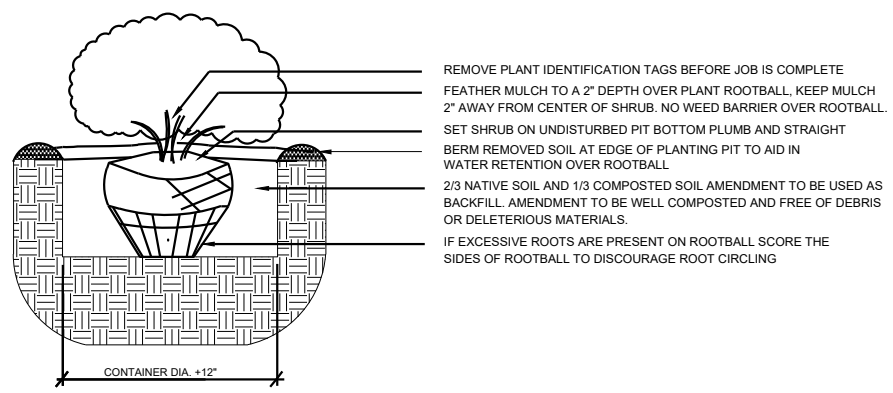 REMOVE PLANT IDENTIFICATION TAGS BEFORE JOB IS COMPLETE
FEATHER MULCH TO A 2" DEPTH OVER PLANT ROOTBALL, KEEP MULCH
2" AWAY FROM CENTER OF SHRUB. NO WEED BARRIER OVER ROOTBALL.
SET SHRUB ON UNDISTURBED PIT BOTTOM PLUMB AND STRAIGHT
BERM REMOVED SOIL AT EDGE OF PLANTING PIT TO AID IN
WATER RETENTION OVER ROOTBALL
2/3 NATIVE SOIL AND 1/3 COMPOSTED SOIL AMENDMENT TO BE USED AS
BACKFILL. AMENDMENT TO BE WELL COMPOSTED AND FREE OF DEBRIS
OR DELETERIOUS MATERIALS.
IF EXCESSIVE ROOTS ARE PRESENT ON ROOTBALL SCORE THE
SIDES OF ROOTBALL TO DISCOURAGE ROOT CIRCLING
CONTAINER DIA. +12"